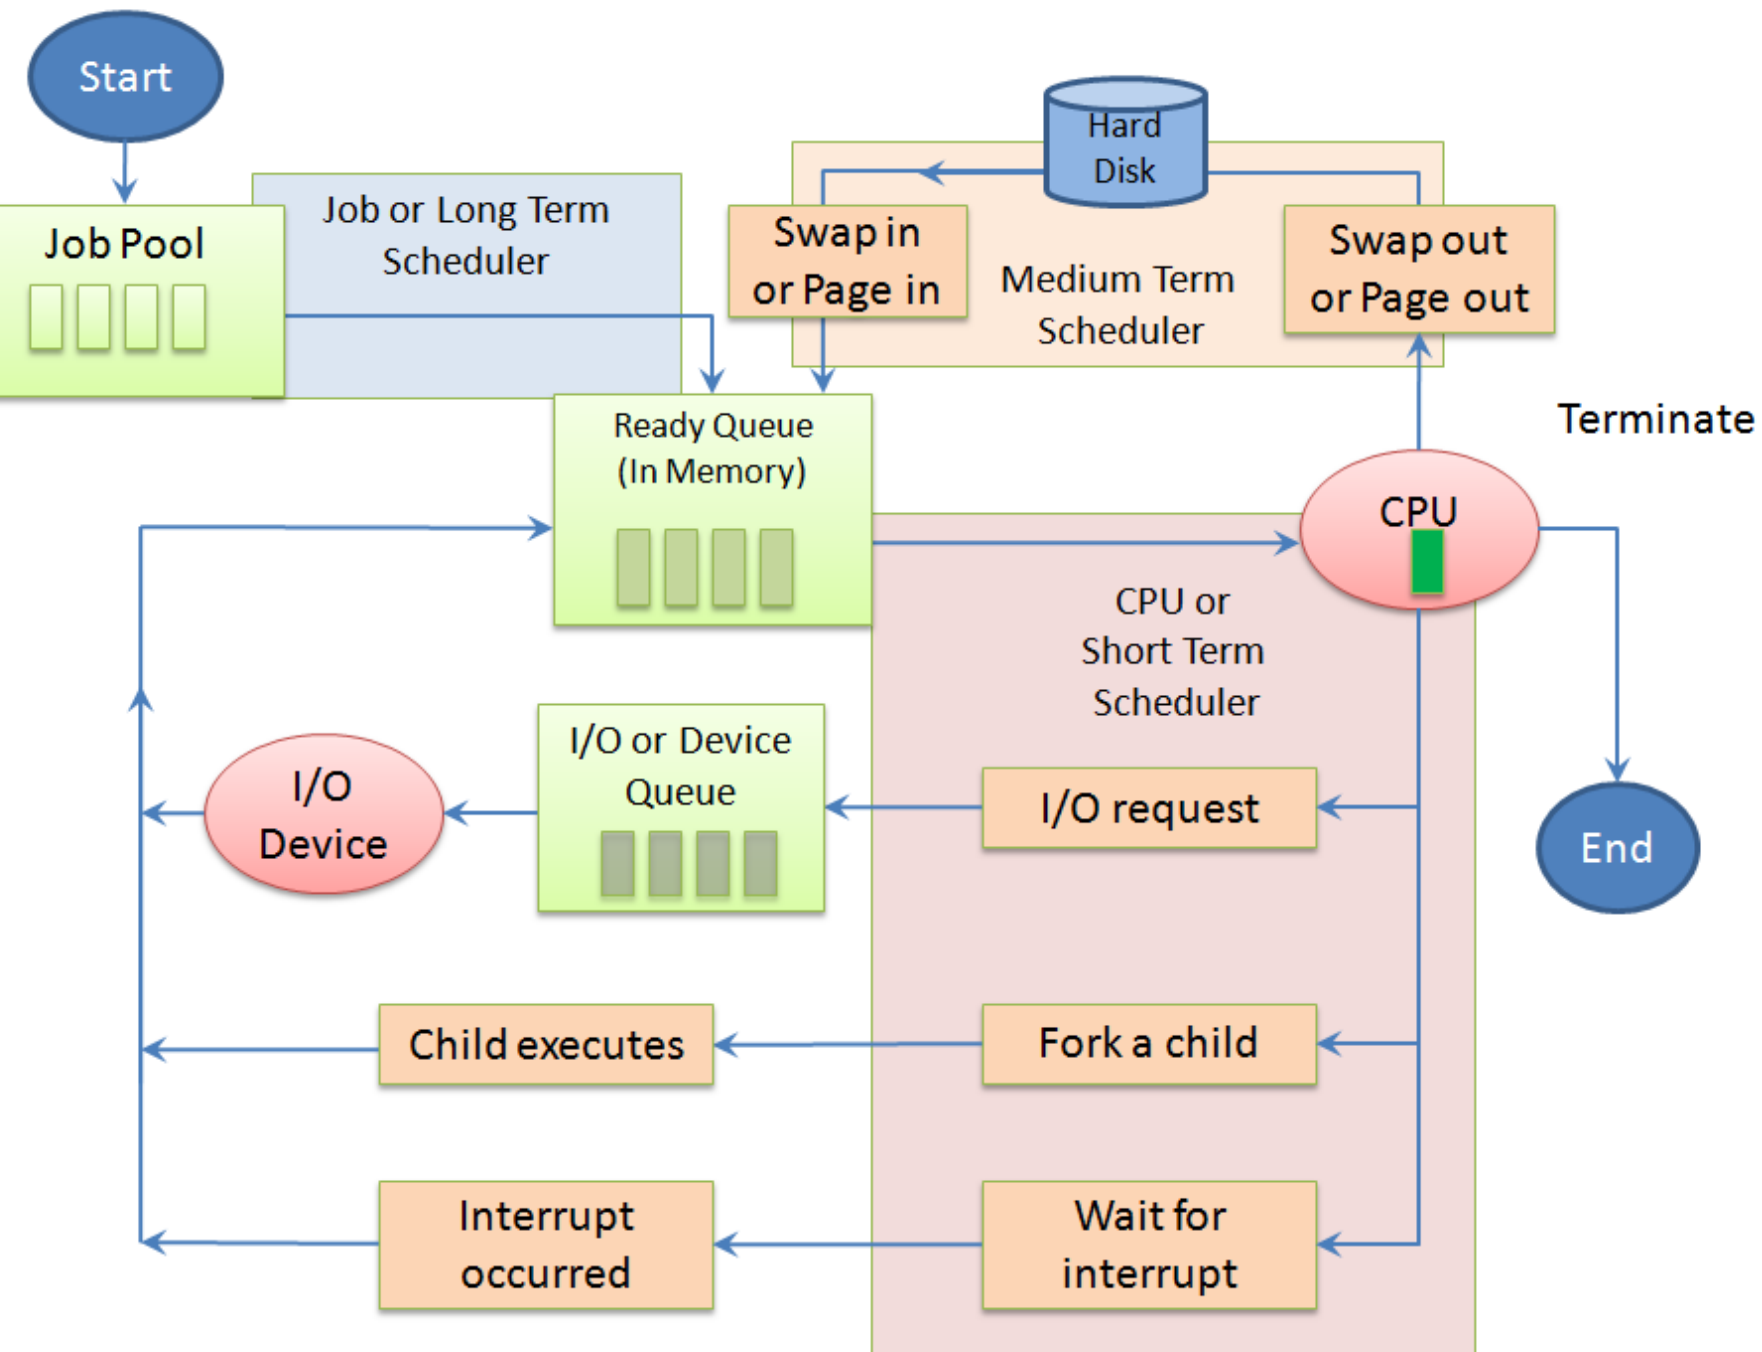 Start
Hard
Disk
Job or Long Term
Scheduler
Job Pool
Swap in
or Page in
Medium Term
Scheduler
Swap out
or Page out
Terminate
Ready Queue
(In Memory)
CPU
CPU or
Short Term
Scheduler
I/O
Device
I/O or Device
Queue
I/O request
End
Child executes
Fork a child
Interrupt
occurred
Wait for
interrupt